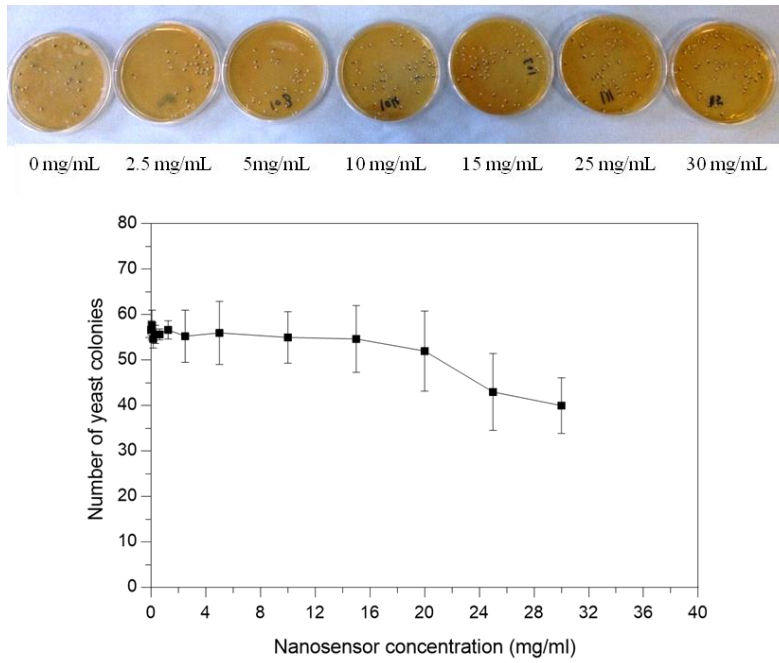 0 mg/mL 2.5 mg/mL 5mg/mL 10 mg/mL 15 mg/mL 25 mg/mL 30 mg/mL
80
70
60
50
40
30
20
10
0
Number of yeast colonies
0 4 8 12 16 20 24 28 32 36 40
Nanosensor concentration (mg/ml)